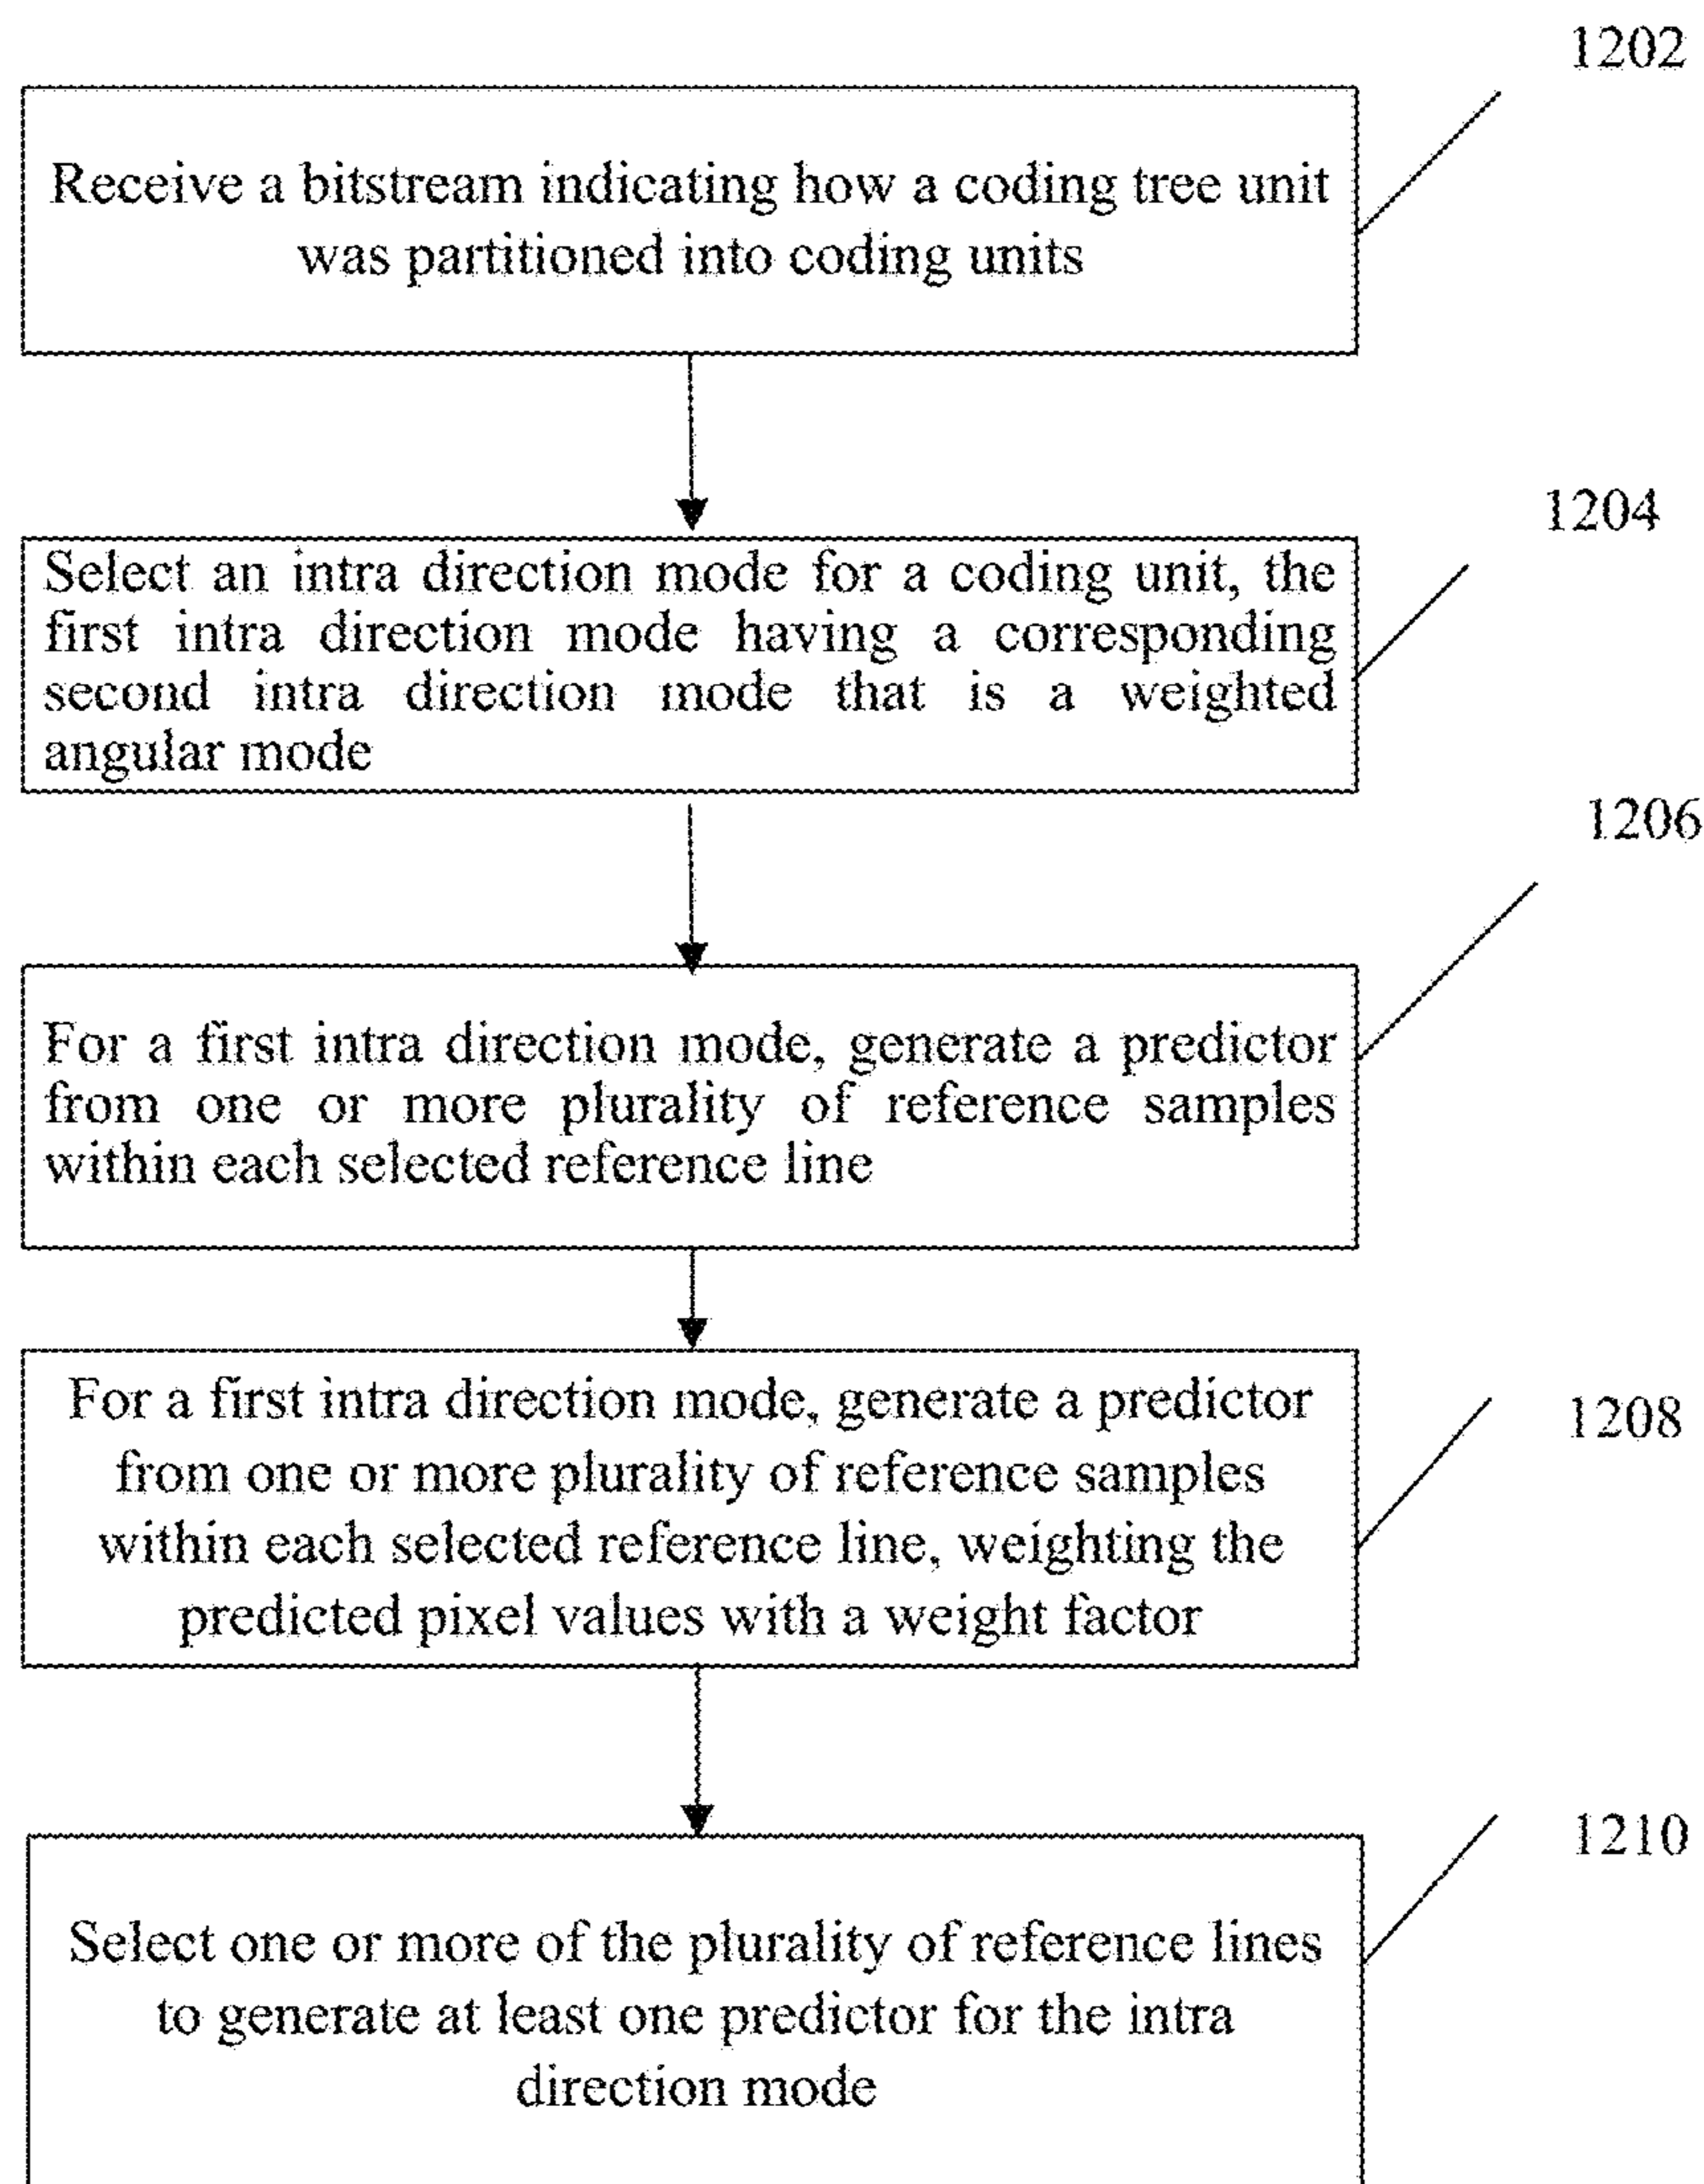 1202
Receive a bitstream indicating how a coding tree unit
was partitioned into coding units
1204
Select an intra direction mode for a coding unit, the
first intra direction mode having a corresponding
second intra direction mode that is a weighted
angular mode
1206
For a first intra direction mode, generate a predictor
from one or more plurality of reference samples
within each selected reference line
1208
For a first intra direction mode, generate a predictor
from one or more plurality of reference samples
within each selected reference line, weighting the
predicted pixel values with a weight factor
1210
Select one or more of the plurality of reference lines
to generate at least one predictor for the intra
direction mode